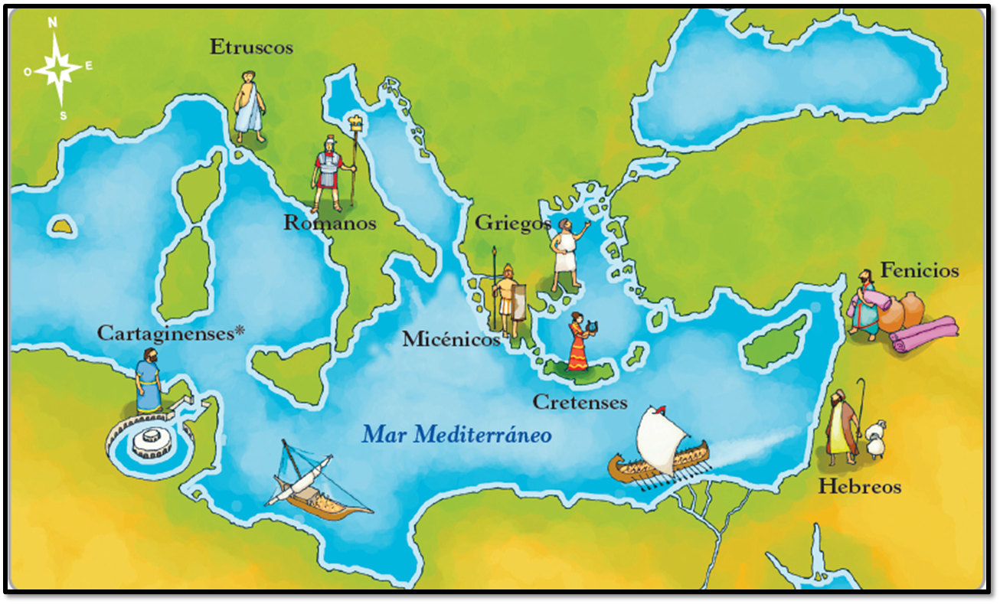 N
Etruscos
O
E
S
Romanos
Griegos
Fenicios
Cartaginenses*
Micénicos
Cretenses
Mar Mediterráneo
Hebreos